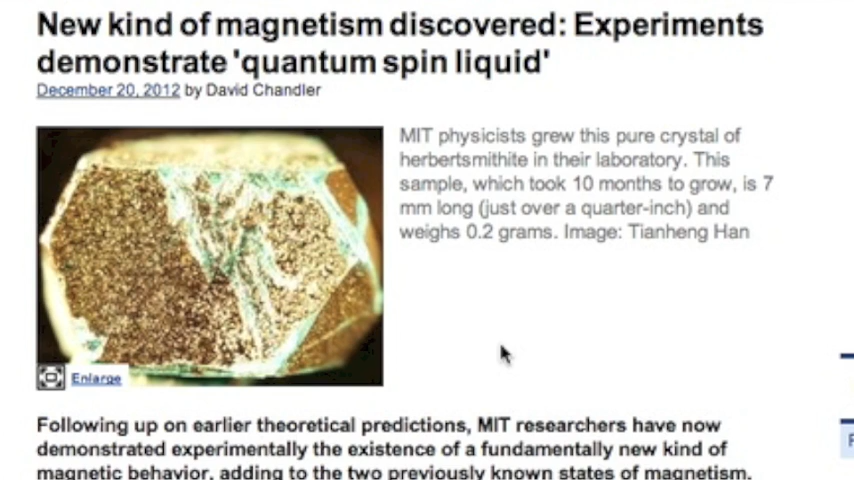 New kind of magnetism discovered: Experiments
demonstrate 'quantum spin liquid'
December 20, 2012 by David Chandler
MIT physicists grew this pure crystal of
herbertsmithite in their laboratory. This
sample, which took 10 months to grow, is 7
mm long (just over a quarter-inch) and
weighs 0.2 grams. Image: Tianheng Han
Enlarge
Following up on earlier theoretical predictions, MIT researchers have now
demonstrated experimentally the existence of a fundamentally new kind of
magnetic behavior, adding to the two previously known states of magnetism.